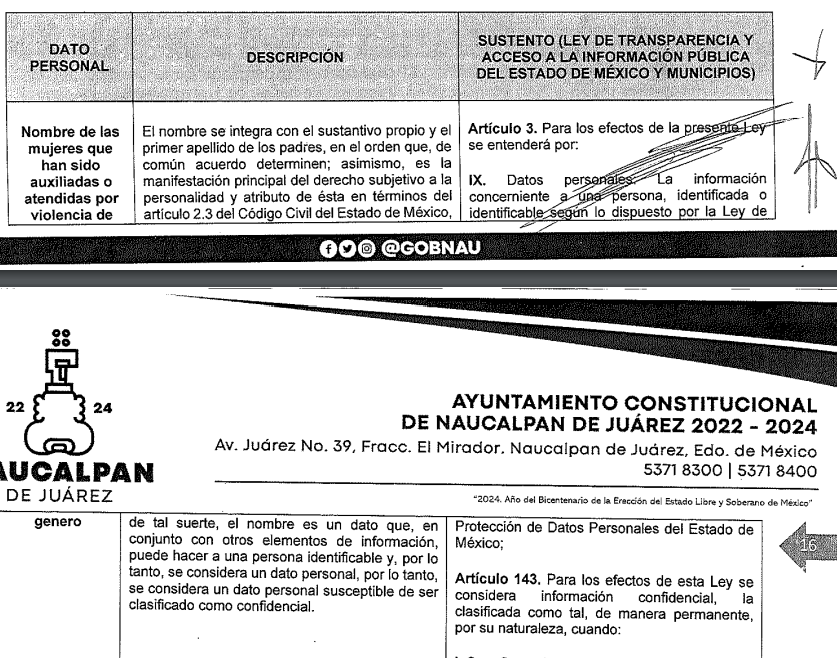 DATO
PERSONAL
DESCRIPCIÓN
SUSTENTO (LEY DE TRANSPARENCIA Y
ACCESO A LA INFORMACIÓN PÚBLICA
DEL ESTADO DE MÉXICO Y MUNICIPIOS)
Nombre de las
mujeres que
han sido
auxiliadas o
atendidas por
violencia de
El nombre se integra con el sustantivo propio y el
primer apellido de los padres, en el orden que, de
común acuerdo determinen; asimismo, es la
manifestación principal del derecho subjetivo a la
personalidad y atributo de ésta en términos del
artículo 2.3 del Código Civil del Estado de México,
Artículo 3. Para los efectos de la presente Ley
se entenderá por:
IX. Datos personales: La información
concerniente a una persona, identificada o
identificable según lo dispuesto por la Ley de
@GOBNAU
22 24
AUCALPAN
DE JUÁREZ
AYUNTAMIENTO CONSTITUCIONAL
DE NAUCALPAN DE JUÁREZ 2022 - 2024
Av. Juárez No. 39, Fracc. El Mirador, Naucalpan de Juárez, Edo. de México
5371 8300 | 5371 8400
"2024. Año del Bicentenario de la Erección del Estado Libre y Soberano de México"
genero
de tal suerte, el nombre es un dato que, en
conjunto con otros elementos de información,
puede hacer a una persona identificable y, por lo
tanto, se considera un dato personal, por lo tanto,
se considera un dato personal susceptible de ser
clasificado como confidencial.
Protección de Datos Personales del Estado de
México;
Artículo 143. Para los efectos de esta Ley se
considera información confidencial, la
clasificada como tal, de manera permanente,
por su naturaleza, cuando:
16